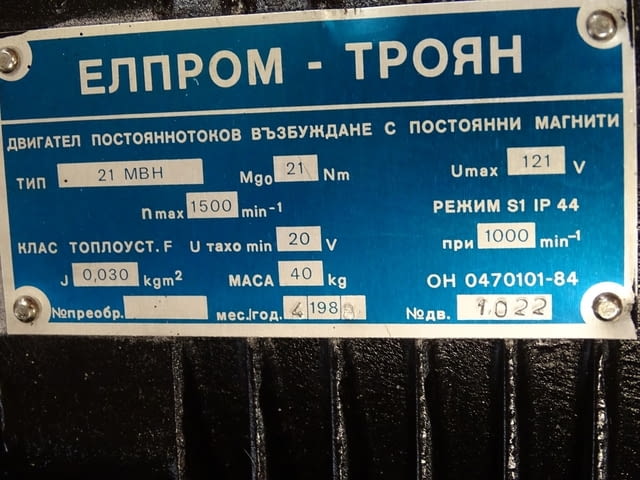 ЕЛПРОМ - ТРОЯН
ДВИГАТЕЛ ПОСТОЯННОТОКОВ ВЪЗБУЖДАНЕ С ПОСТОЯННИ МАГНИТИ
ТИП 21 МВН Mgo 21 Nm Umax 121 V
nmax 1500 min-1 РЕЖИМ S1 IP 44
КЛАС ТОПЛОУСТ. F U тахо min 20 V при 1000 min-1
J 0,030 kgm² МАСА 40 kg ОН 0470101-84
№преобр. мес./год. 4 198 №дв. 1022